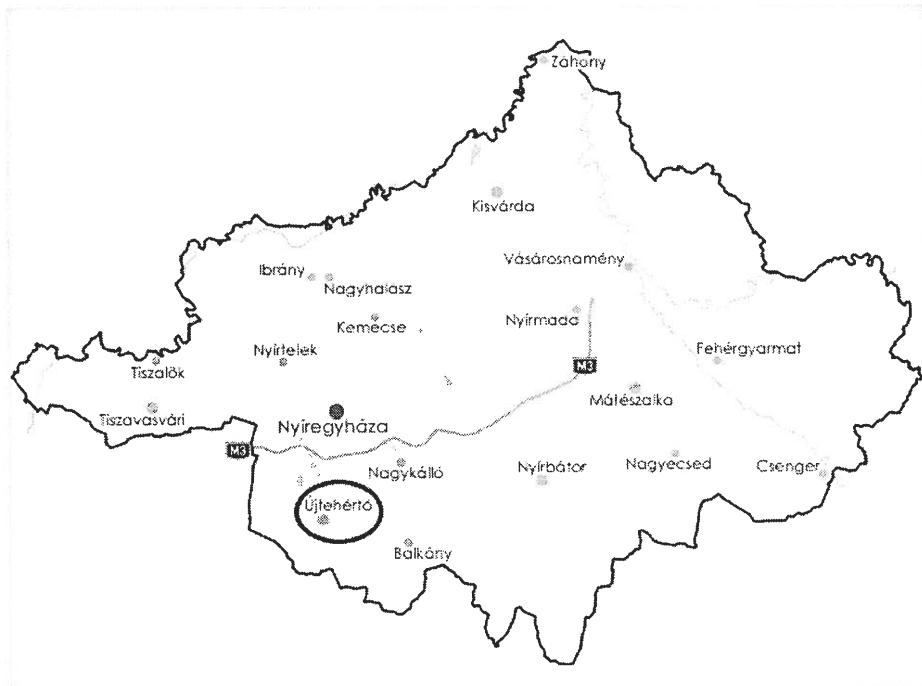 Záhony
Kisvárda
Vásárosnamény
Ibrány
Nagyhalász
Nyírmada
Kemecse
Nyírtelek
Fehérgyarmat
Tiszalök
M3
Mátészalka
Tiszavasvári
Nyíregyháza
M3
Nagykálló
Nyírbátor
Nagyecsed
Csenger
Újfehértó
Balkány